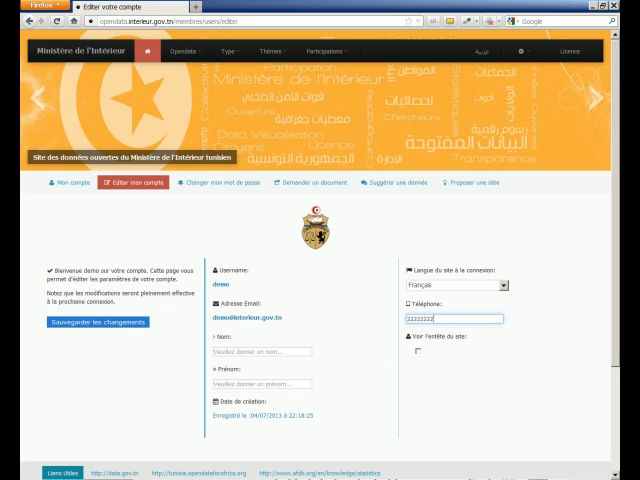 Firefox
Editer votre compte
opendata.interieur.gov.tn/membres/users/editer
Google
Ministère de l'Intérieur
Opendata
Type
Thèmes
Participations
عربية
Licence
Participation
Ministère de l'Intérieur
المواطن
الجماعات
قوات الأمن الداخلي
إحصائيات
Ouverture
معطيات جغرافية
Chercheurs
رسوم رقمية
Data Visualisation
البيانات المفتوحة
Citoyens
Licence
الجمهورية التونسية
الإدارة
Transparence
Site des données ouvertes du Ministère de l'Intérieur tunisien
Mon compte
Editer mon compte
Changer mon mot de passe
Demander un document
Suggérer une donnée
Proposer une idée
Bienvenue demo sur votre compte. Cette page vous
permet d'éditer les paramètres de votre compte.
Notez que les modifications seront pleinement effective
à la prochaine connexion.
Sauvegarder les changements
Username:
demo
Adresse Email:
demo@interieur.gov.tn
Nom:
Veuillez donner un nom...
Prénom:
Veuillez donner un prénom...
Date de création:
Enregistré le :04/07/2013 à 22:18:25
Langue du site à la connexion:
Français
Téléphone:
22222222
Voir l'entête du site:
Liens Utiles
http://data.gov.tn
http://tunisia.opendataforafrica.org
http://www.afdb.org/en/knowledge/statistics